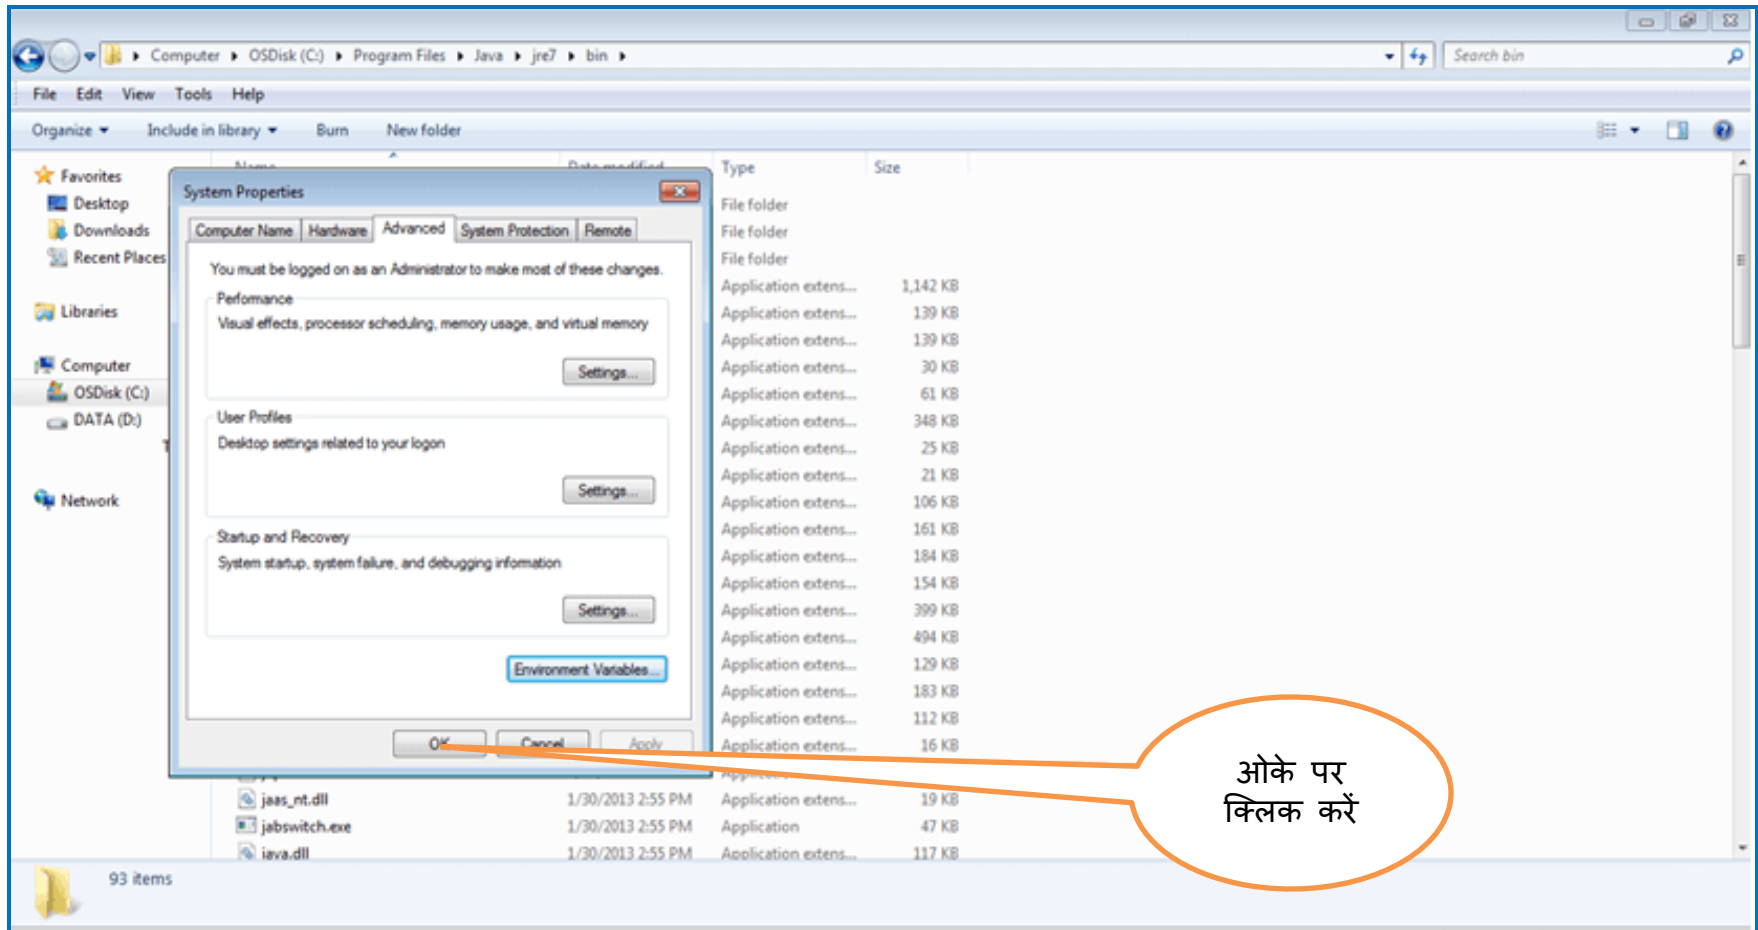 Computer OSDisk (C:) Program Files Java jre7 bin
Search bin
File Edit View Tools Help
Organize Include in library Burn New folder
Name Date modified Type Size
Favorites
Desktop
Downloads
Recent Places
Libraries
Computer
OSDisk (C:)
DATA (D:)
Network
System Properties
Computer Name Hardware Advanced System Protection Remote
You must be logged on as an Administrator to make most of these changes.
Performance
Visual effects, processor scheduling, memory usage, and virtual memory
Settings...
User Profiles
Desktop settings related to your logon
Settings...
Startup and Recovery
System startup, system failure, and debugging information
Settings...
Environment Variables...
OK Cancel Apply
File folder
File folder
File folder
Application extens... 1,142 KB
Application extens... 139 KB
Application extens... 139 KB
Application extens... 30 KB
Application extens... 61 KB
Application extens... 348 KB
Application extens... 25 KB
Application extens... 21 KB
Application extens... 106 KB
Application extens... 161 KB
Application extens... 184 KB
Application extens... 154 KB
Application extens... 399 KB
Application extens... 494 KB
Application extens... 129 KB
Application extens... 183 KB
Application extens... 112 KB
Application extens... 16 KB
jaas_nt.dll 1/30/2013 2:55 PM Application extens... 19 KB
jabswitch.exe 1/30/2013 2:55 PM Application 47 KB
java.dll 1/30/2013 2:55 PM Application extens... 117 KB
ओके पर
क्लिक करें
93 items